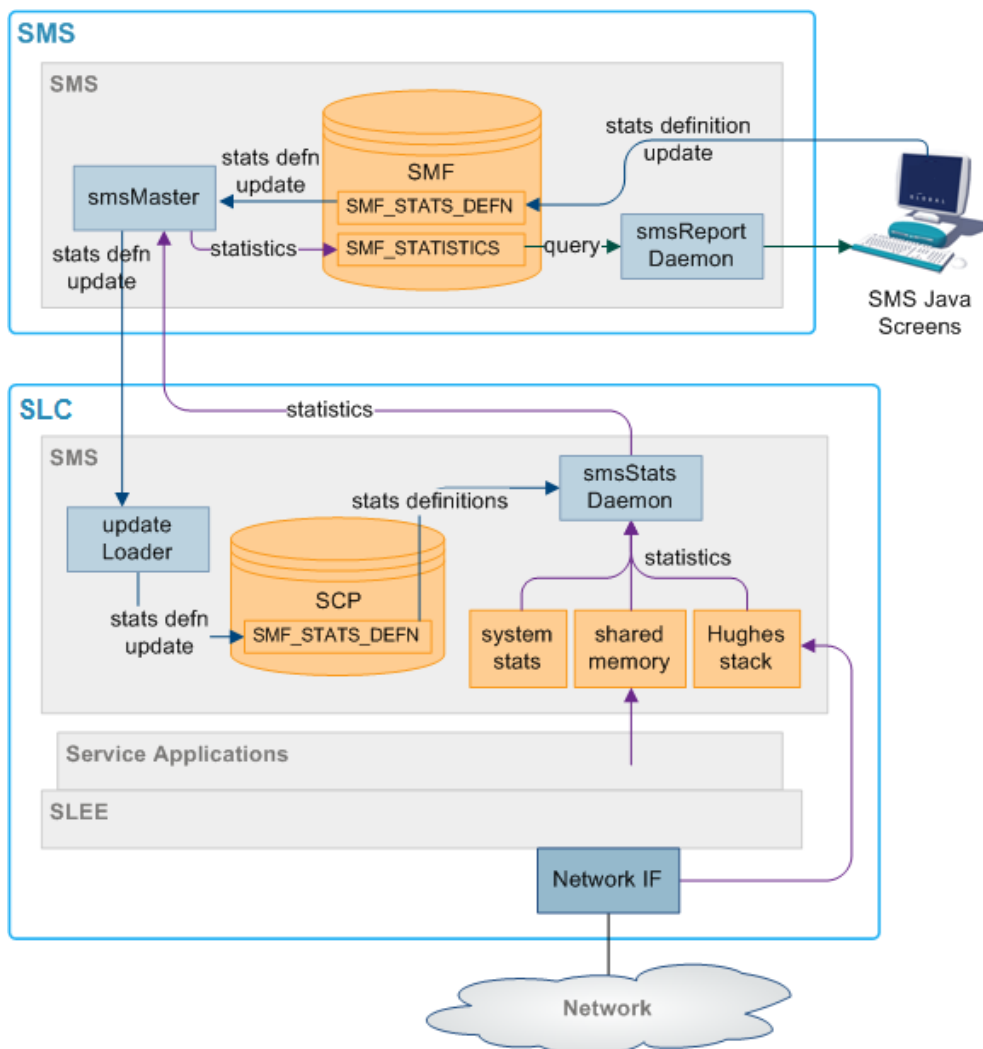 SMS
SMS
stats definition
update
stats defn
update
SMF
smsMaster
SMF_STATS_DEFN
statistics
SMF_STATISTICS
query
smsReport
Daemon
stats defn
update
SMS Java
Screens
SLC
statistics
SMS
smsStats
Daemon
stats definitions
update
Loader
statistics
SCP
stats defn
update
SMF_STATS_DEFN
system
stats
shared
memory
Hughes
stack
Service Applications
SLEE
Network IF
Network